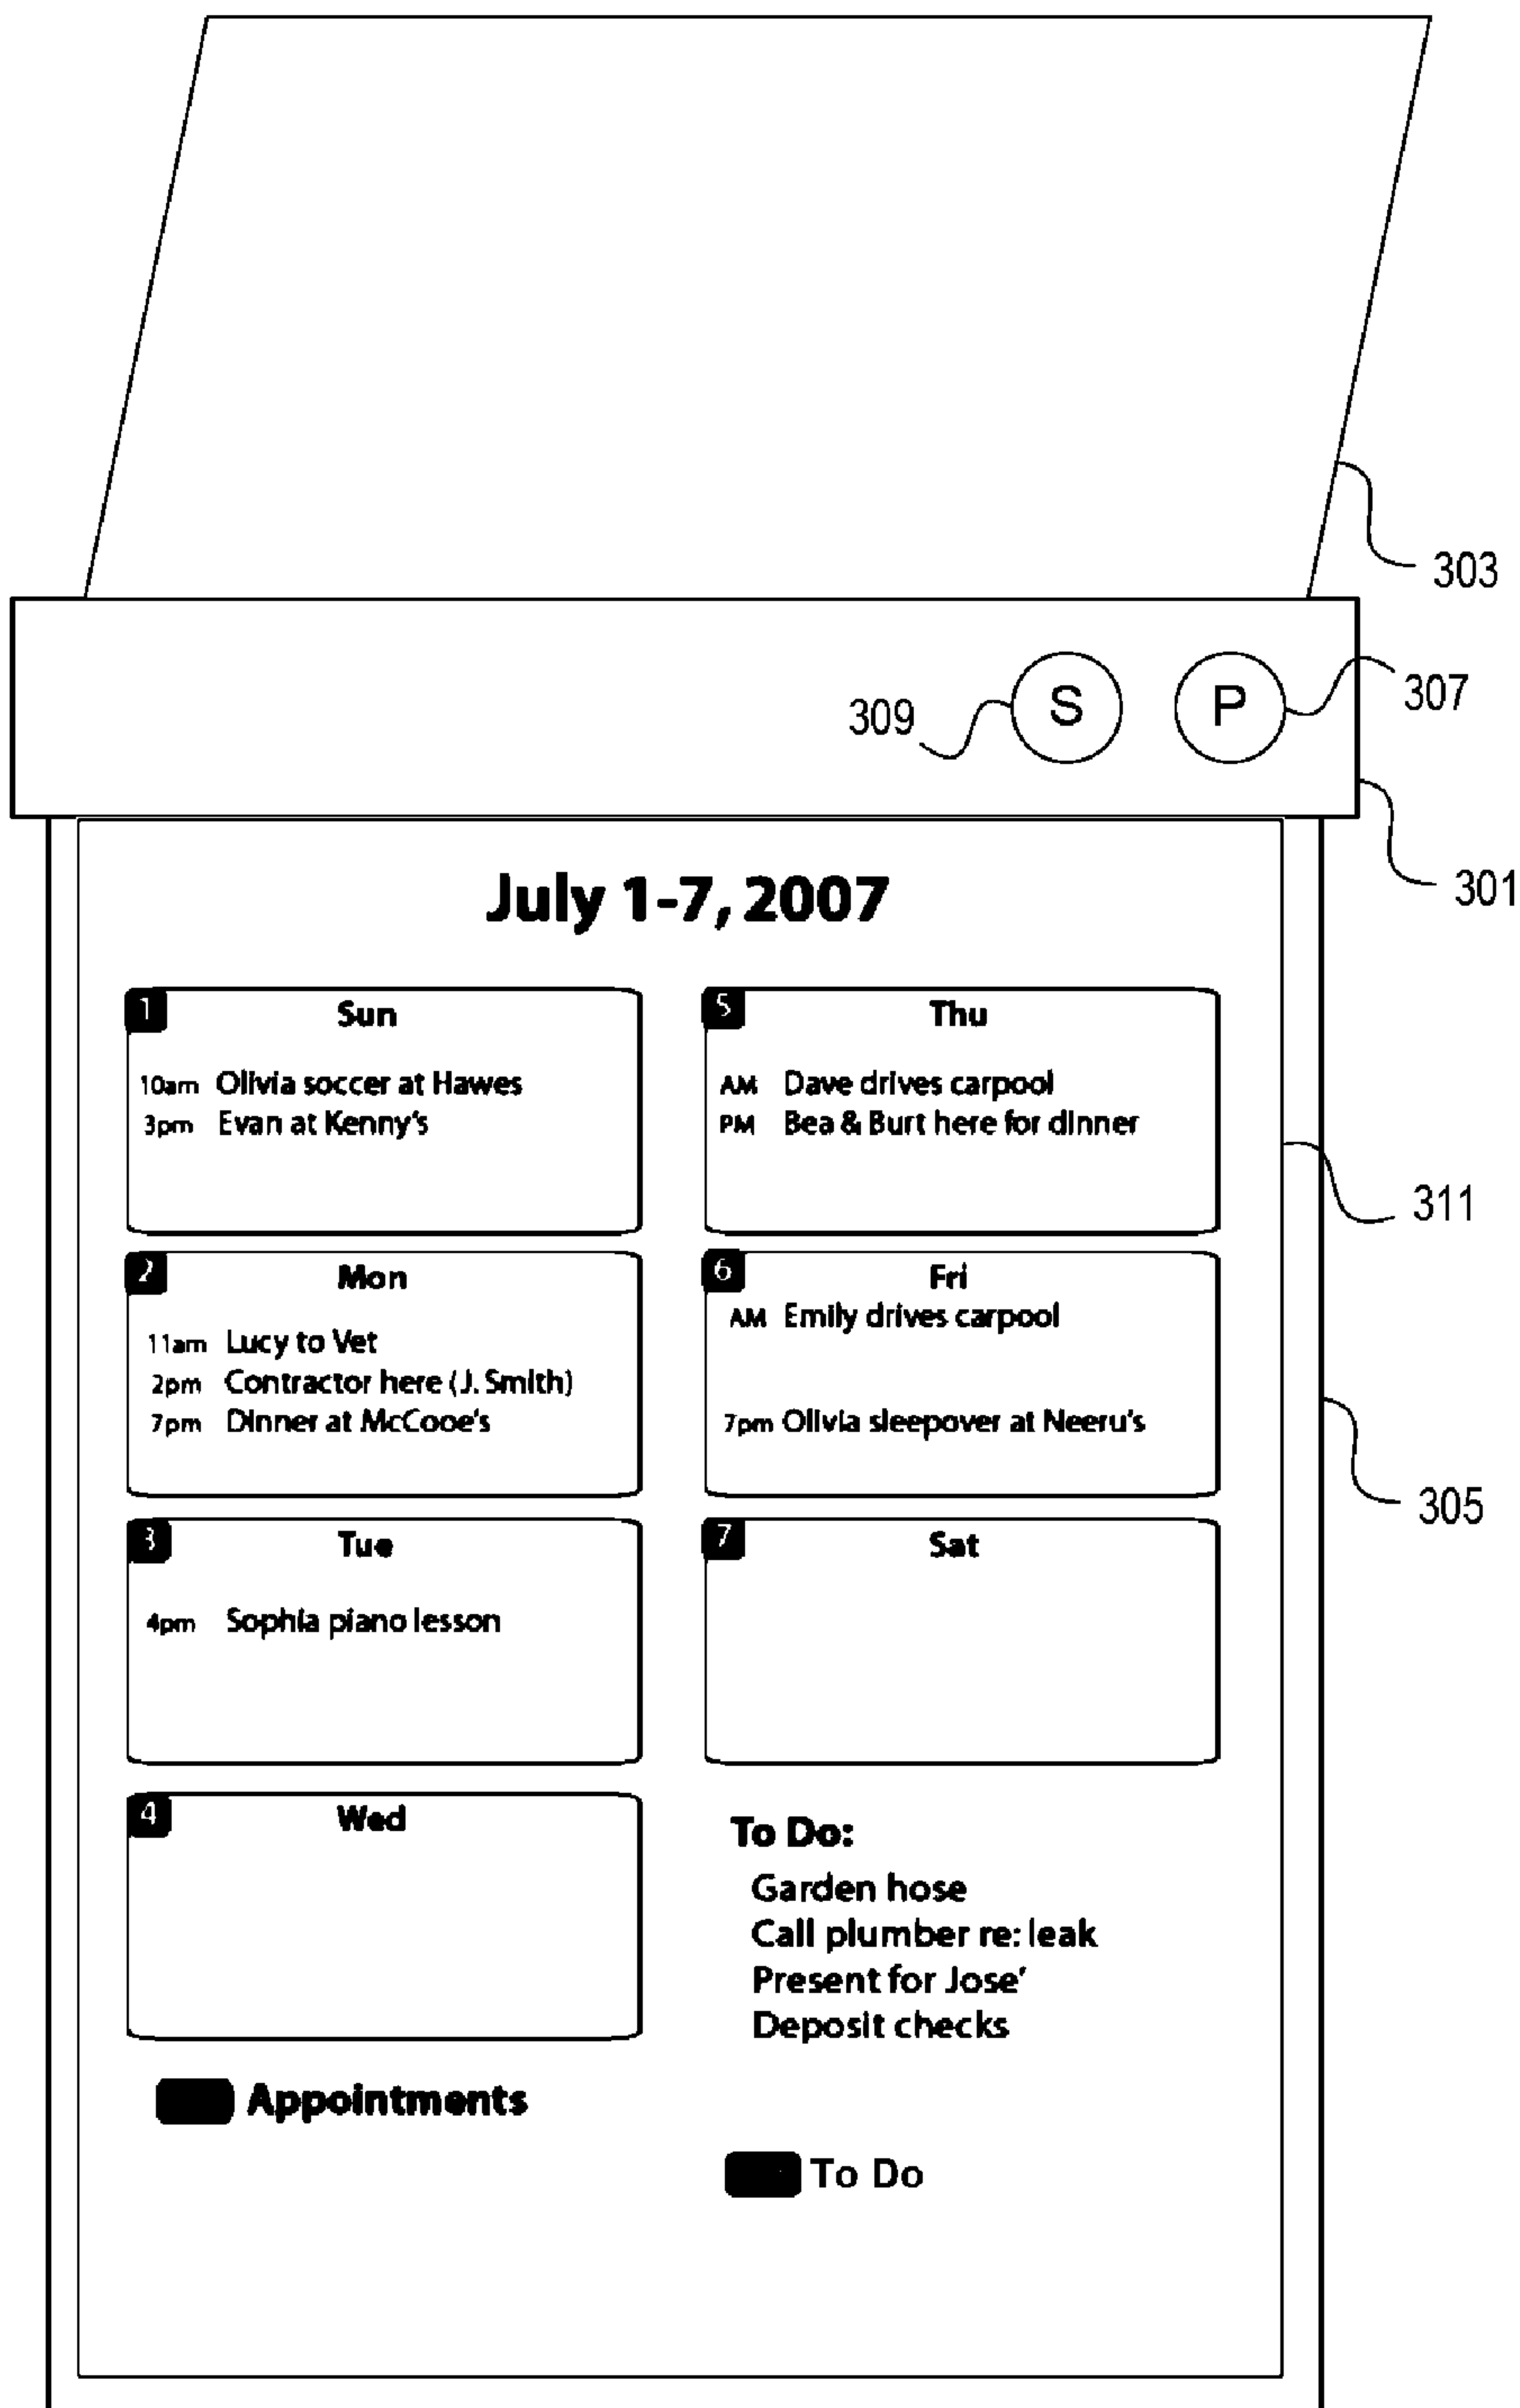 303
309
S
P
307
301
July 1-7, 2007
1
Sun
10am Olivia soccer at Hawes
3pm Evan at Kenny's
5
Thu
AM Dave drives carpool
PM Bea & Burt here for dinner
311
2
Mon
11am Lucy to Vet
2pm Contractor here (J. Smith)
7pm Dinner at McCooe's
6
Fri
AM Emily drives carpool
7pm Olivia sleepover at Neeru's
305
3
Tue
4pm Sophia piano lesson
7
Sat
4
Wed
To Do:
Garden hose
Call plumber re: leak
Present for Jose'
Deposit checks
Appointments
To Do